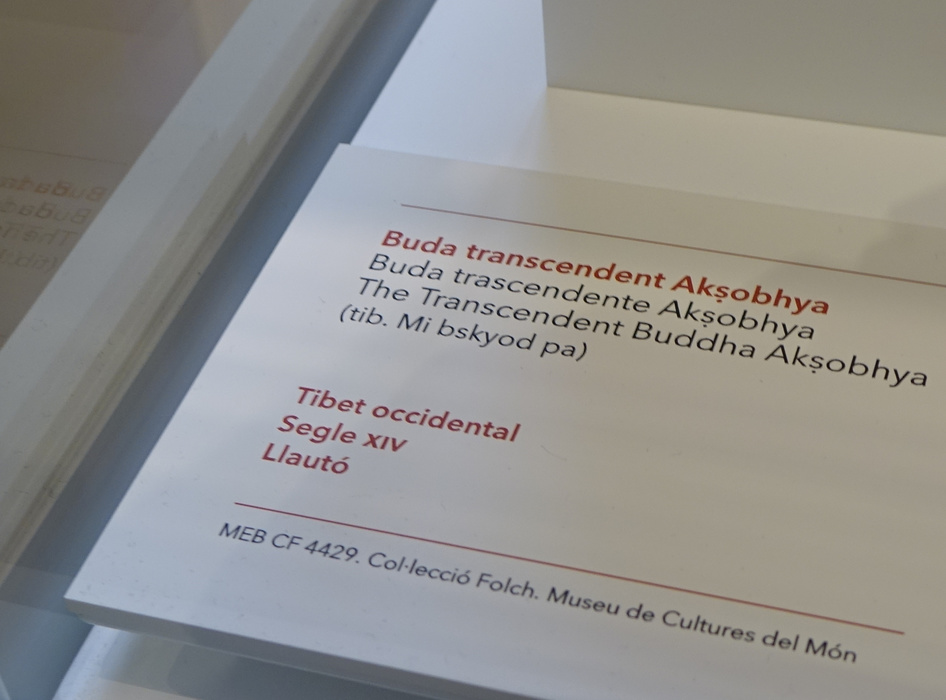 Buda transcendent Akṣobhya
Buda trascendente Akṣobhya
The Transcendent Buddha Akṣobhya
(tib. Mi bskyod pa)
Tibet occidental
Segle XIV
Llautó
MEB CF 4429. Col·lecció Folch. Museu de Cultures del Món